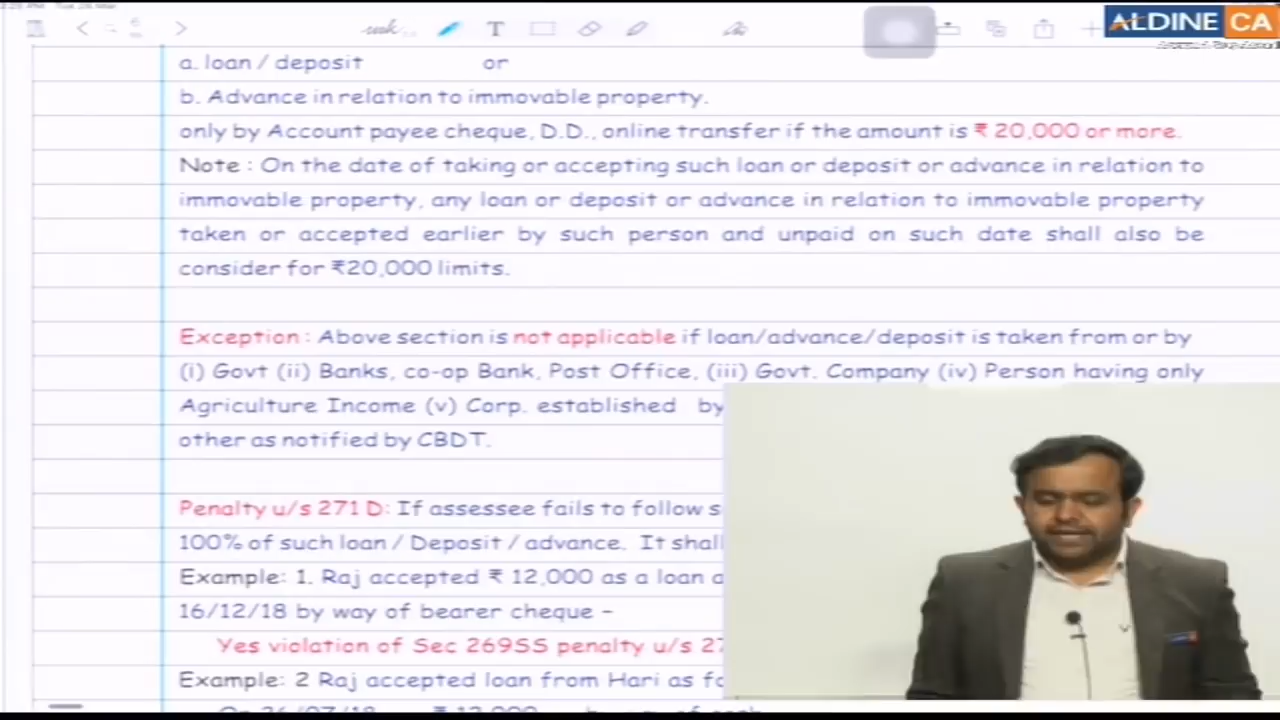 ALDINE CA
a. loan / deposit or
b. Advance in relation to immovable property.
only by Account payee cheque, D.D., online transfer if the amount is ₹ 20,000 or more.
Note : On the date of taking or accepting such loan or deposit or advance in relation to
immovable property, any loan or deposit or advance in relation to immovable property
taken or accepted earlier by such person and unpaid on such date shall also be
consider for ₹20,000 limits.
Exception : Above section is not applicable if loan/advance/deposit is taken from or by
(i) Govt (ii) Banks, co-op Bank, Post Office, (iii) Govt. Company (iv) Person having only
Agriculture Income (v) Corp. established by
other as notified by CBDT.
Penalty u/s 271D: If assessee fails to follow s
100% of such loan / Deposit / advance. It shal
Example: 1. Raj accepted ₹ 12,000 as a loan
16/12/18 by way of bearer cheque –
Yes violation of Sec 269SS penalty u/s 27
Example: 2 Raj accepted loan from Hari as